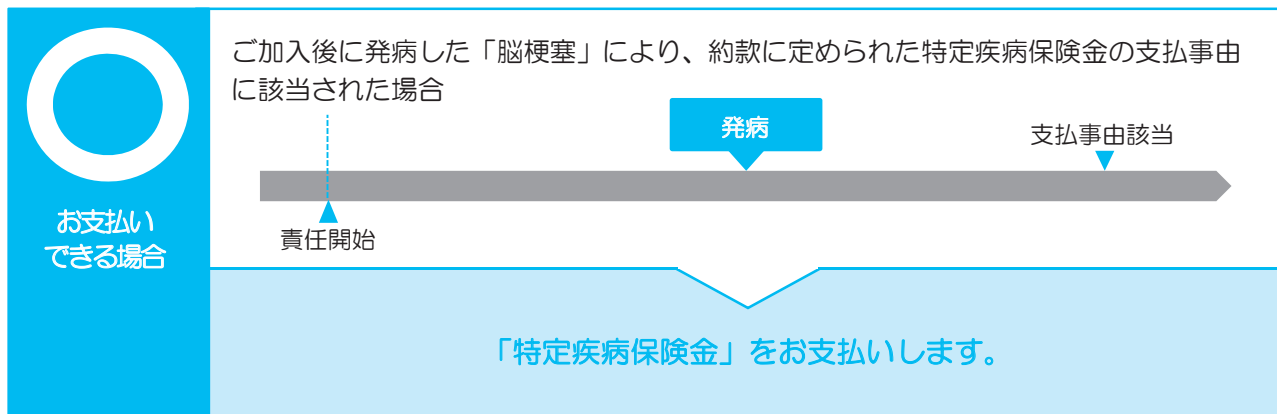 ご加入後に発病した「脳梗塞」により、約款に定められた特定疾病保険金の支払事由
に該当された場合
発病
支払事由該当
責任開始
お支払い
できる場合
「特定疾病保険金」をお支払いします。